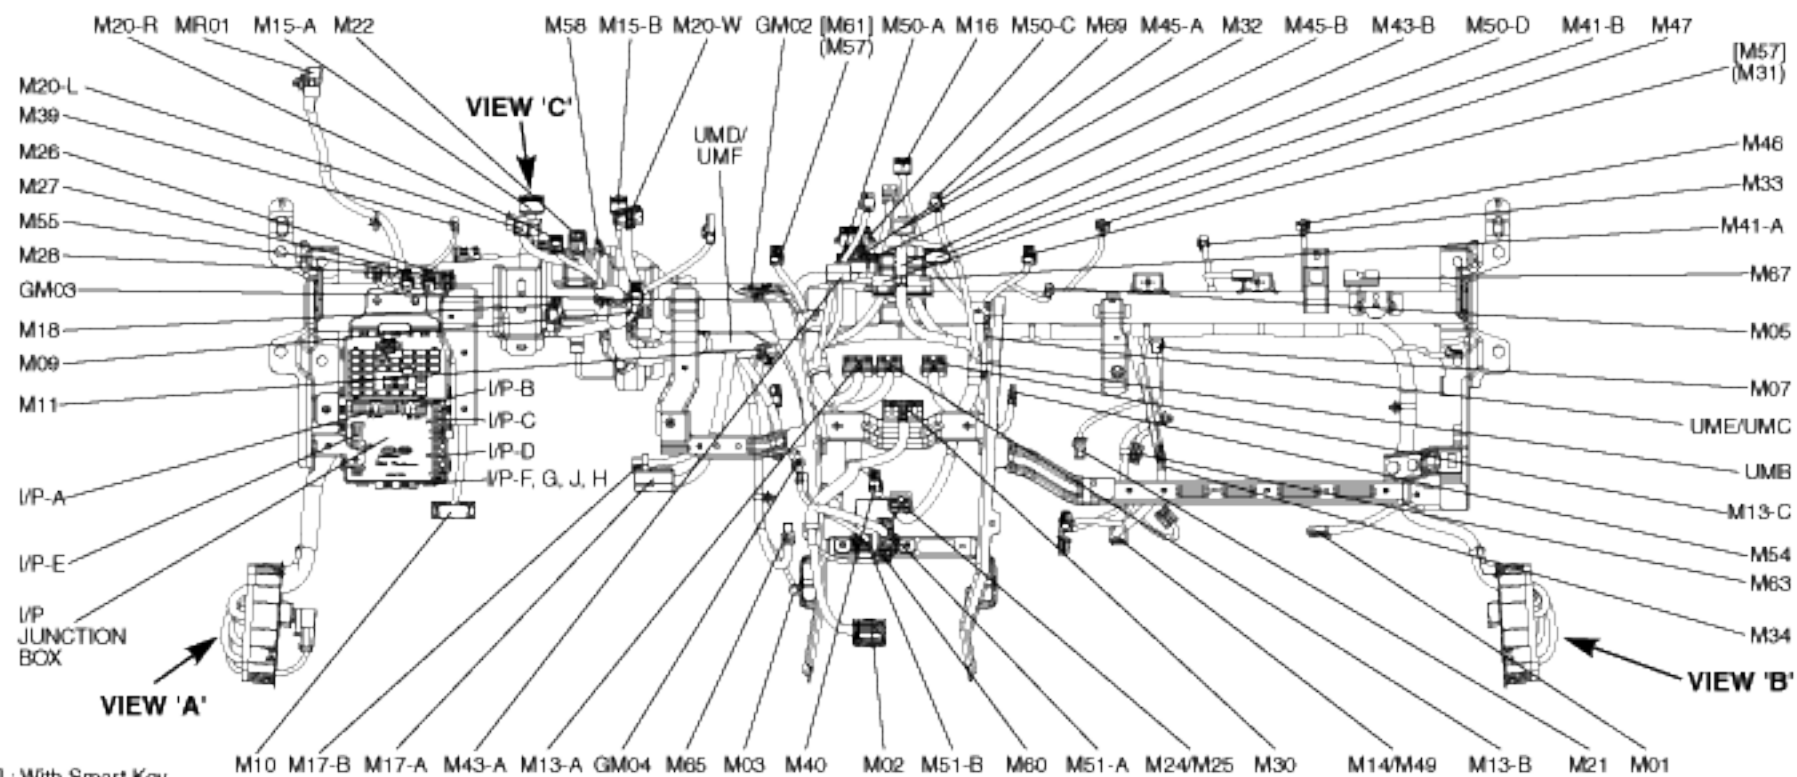 M20-R MR01 M15-A M22 M58 M15-B M20-W GM02 [M61] M50-A M16 M50-C M69 M45-A M32 M45-B M43-B M50-D M41-B M47
(M57)
[M57]
(M31)
M20-L
M39
M26
M27
M55
M28
GM03
M18
M09
M11
I/P-A
I/P-E
I/P
JUNCTION
BOX
VIEW 'A'
VIEW 'C'
UMD/
UMF
I/P-B
I/P-C
I/P-D
I/P-F, G, J, H
M46
M33
M41-A
M67
M05
M07
UME/UMC
UMB
M13-C
M54
M63
M34
VIEW 'B'
M10 M17-B M17-A M43-A M13-A GM04 M65 M03 M40 M02 M51-B M60 M51-A M24/M25 M30 M14/M49 M13-B M21 M01
: With Smart Key